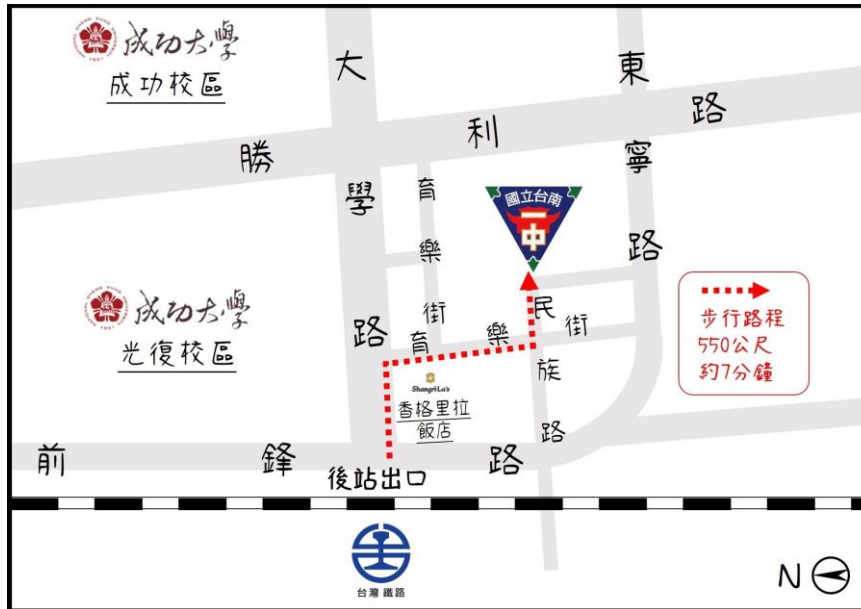 成功大學
成功校區
大學路
東寧路
勝利路
育樂街
國立台南
一中
成功大學
光復校區
育樂街
民族路
步行路程
550公尺
約7分鐘
Shangri-La's
香格里拉
飯店
前鋒路
後站出口
台灣鐵路
N